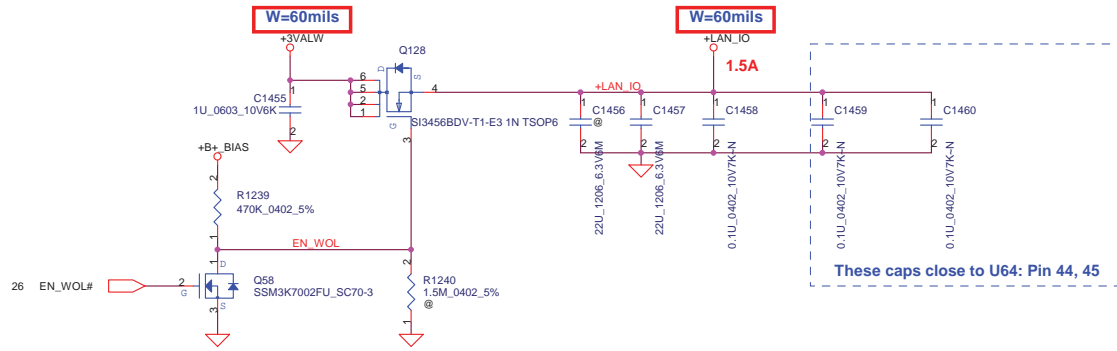 W=60mils
+3VALW
W=60mils
+LAN_IO
1.5A
Q128
D
S
G
6
5
2
1
4
3
+LAN_IO
SI3456BDV-T1-E3 1N TSOP6
C1455
1U_0603_10V6K
1
2
C1456
@
1
2
22U_1206_6.3V6M
C1457
1
2
22U_1206_6.3V6M
C1458
1
2
0.1U_0402_10V7K~N
C1459
1
2
0.1U_0402_10V7K~N
C1460
1
2
0.1U_0402_10V7K~N
These caps close to U64: Pin 44, 45
+B+_BIAS
2
R1239
470K_0402_5%
1
EN_WOL
26 EN_WOL#
2
G
1
D
S
3
Q58
SSM3K7002FU_SC70-3
2
R1240
1.5M_0402_5%
@
1